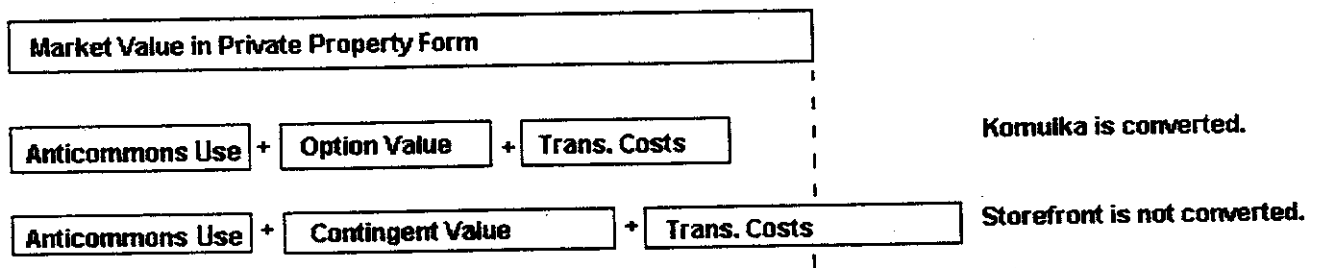 Market Value in Private Property Form
Anticommons Use + Option Value + Trans. Costs Komulka is converted.
Anticommons Use + Contingent Value + Trans. Costs Storefront is not converted.